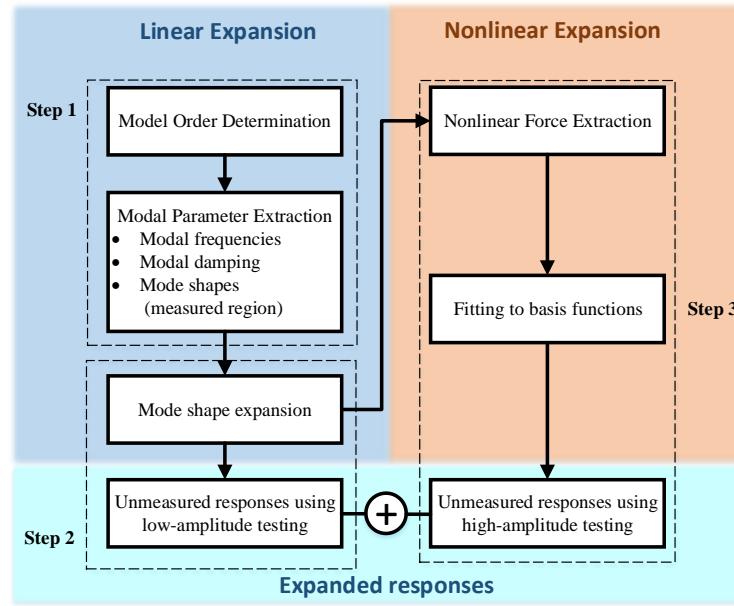 Linear Expansion
Nonlinear Expansion
Step 1
Model Order Determination
Nonlinear Force Extraction
Modal Parameter Extraction
• Modal frequencies
• Modal damping
• Mode shapes
(measured region)
Fitting to basis functions
Step 3
Mode shape expansion
Unmeasured responses using
low-amplitude testing
+
Unmeasured responses using
high-amplitude testing
Step 2
Expanded responses